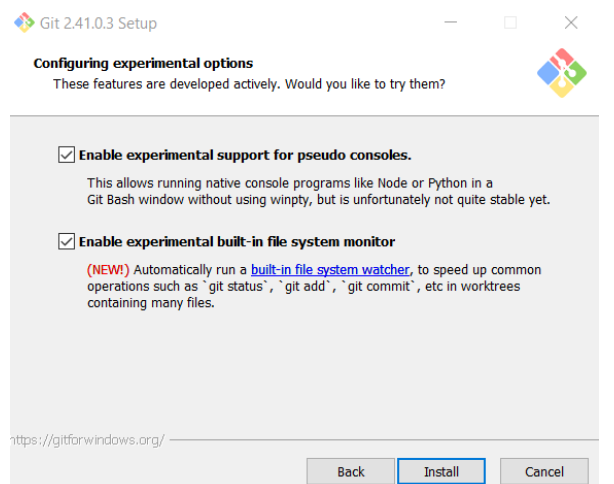 Git 2.41.0.3 Setup
Configuring experimental options
These features are developed actively. Would you like to try them?
Enable experimental support for pseudo consoles.
This allows running native console programs like Node or Python in a
Git Bash window without using winpty, but is unfortunately not quite stable yet.
Enable experimental built-in file system monitor
(NEW!) Automatically run a built-in file system watcher, to speed up common
operations such as `git status`, `git add`, `git commit`, etc in worktrees
containing many files.
https://gitforwindows.org/
Back Install Cancel